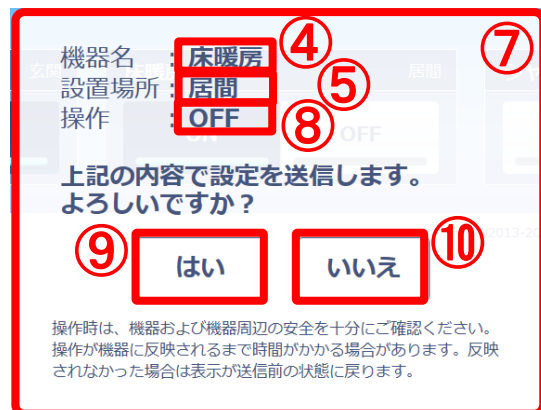 機器名 : 床暖房 ④ ⑦
玄関 床暖房 居間
設置場所 : 居間 ⑤
操作 : OFF ⑧
ON OFF
上記の内容で設定を送信します。
よろしいですか？
⑨ はい いいえ ⑩
操作時は、機器および機器周辺の安全を十分にご確認ください。
操作が機器に反映されるまで時間がかかる場合があります。反映
されなかった場合は表示が送信前の状態に戻ります。